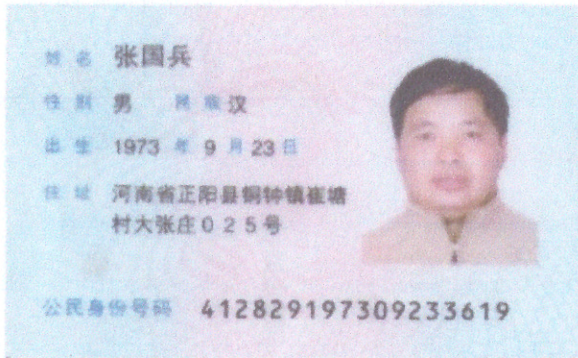 姓名 张国兵
性别 男 民族 汉
出生 1973 年 9 月 23 日
住址 河南省正阳县铜钟镇崔塘
村大张庄025号
公民身份号码 412829197309233619